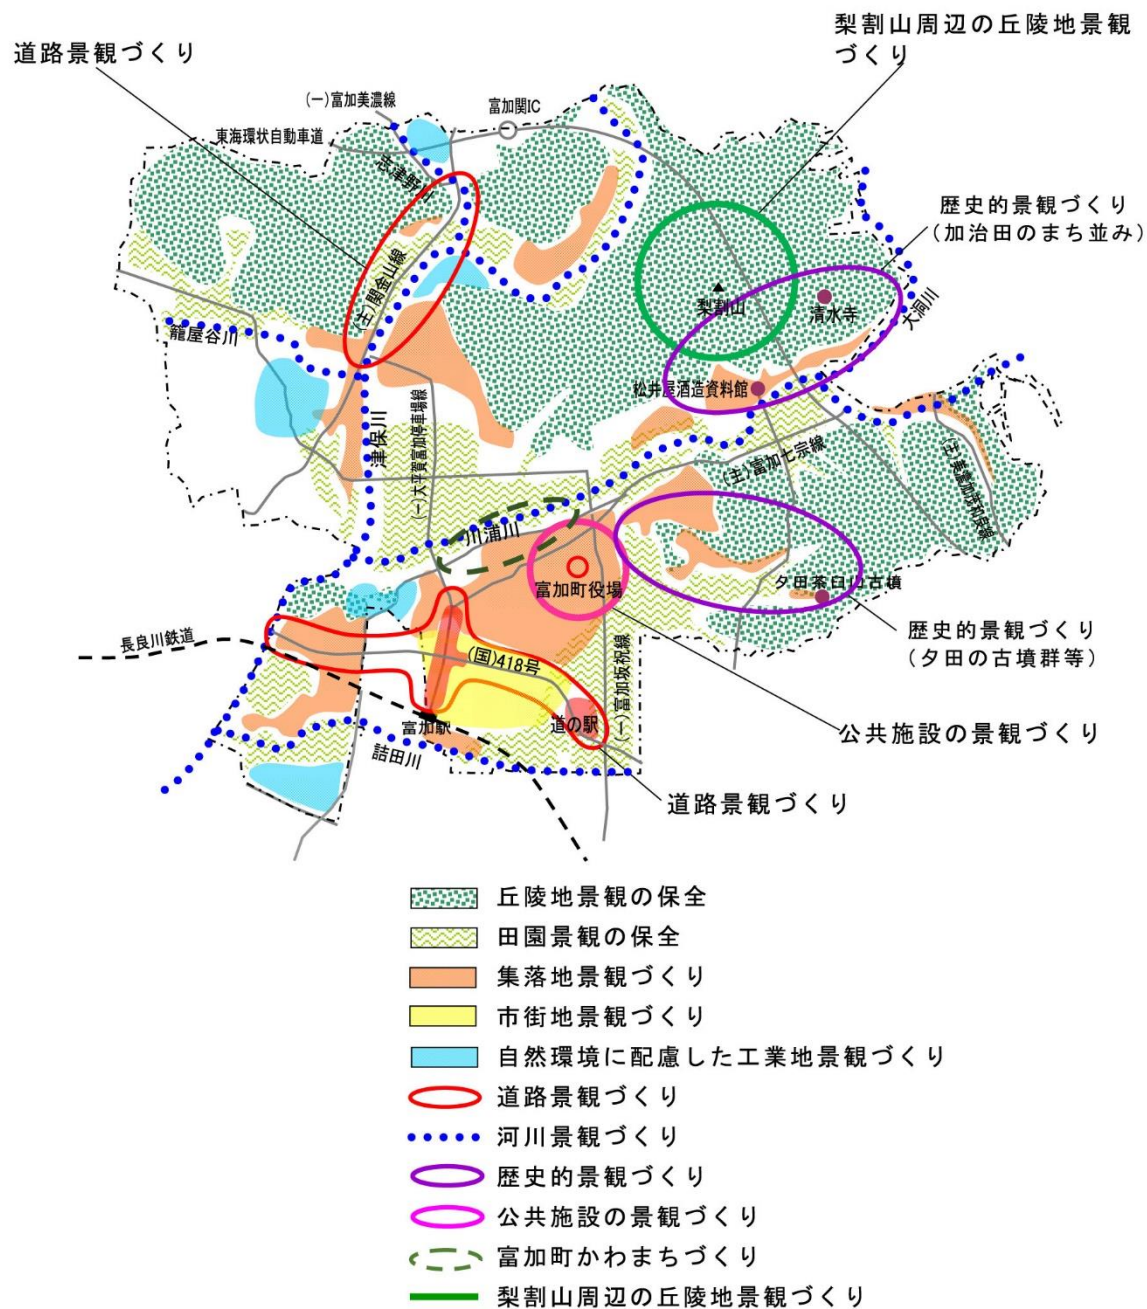 梨割山周辺の丘陵地景観
づくり
道路景観づくり
(一)富加美濃線
富加関IC
東海環状自動車道
志津野川
歴史的景観づくり
(加治田のまち並み)
(主)関金山線
梨割山
清水寺
大洞川
籠屋谷川
松井屋酒造資料館
津保川
(一)大平賀富加停車場線
(主)富加七宗線
川浦川
富加町役場
夕田茶臼山古墳
長良川鉄道
歴史的景観づくり
(夕田の古墳群等)
(国)418号
(一)富加坂祝線
富加駅
道の駅
公共施設の景観づくり
詰田川
道路景観づくり
丘陵地景観の保全
田園景観の保全
集落地景観づくり
市街地景観づくり
自然環境に配慮した工業地景観づくり
道路景観づくり
河川景観づくり
歴史的景観づくり
公共施設の景観づくり
富加町かわまちづくり
梨割山周辺の丘陵地景観づくり